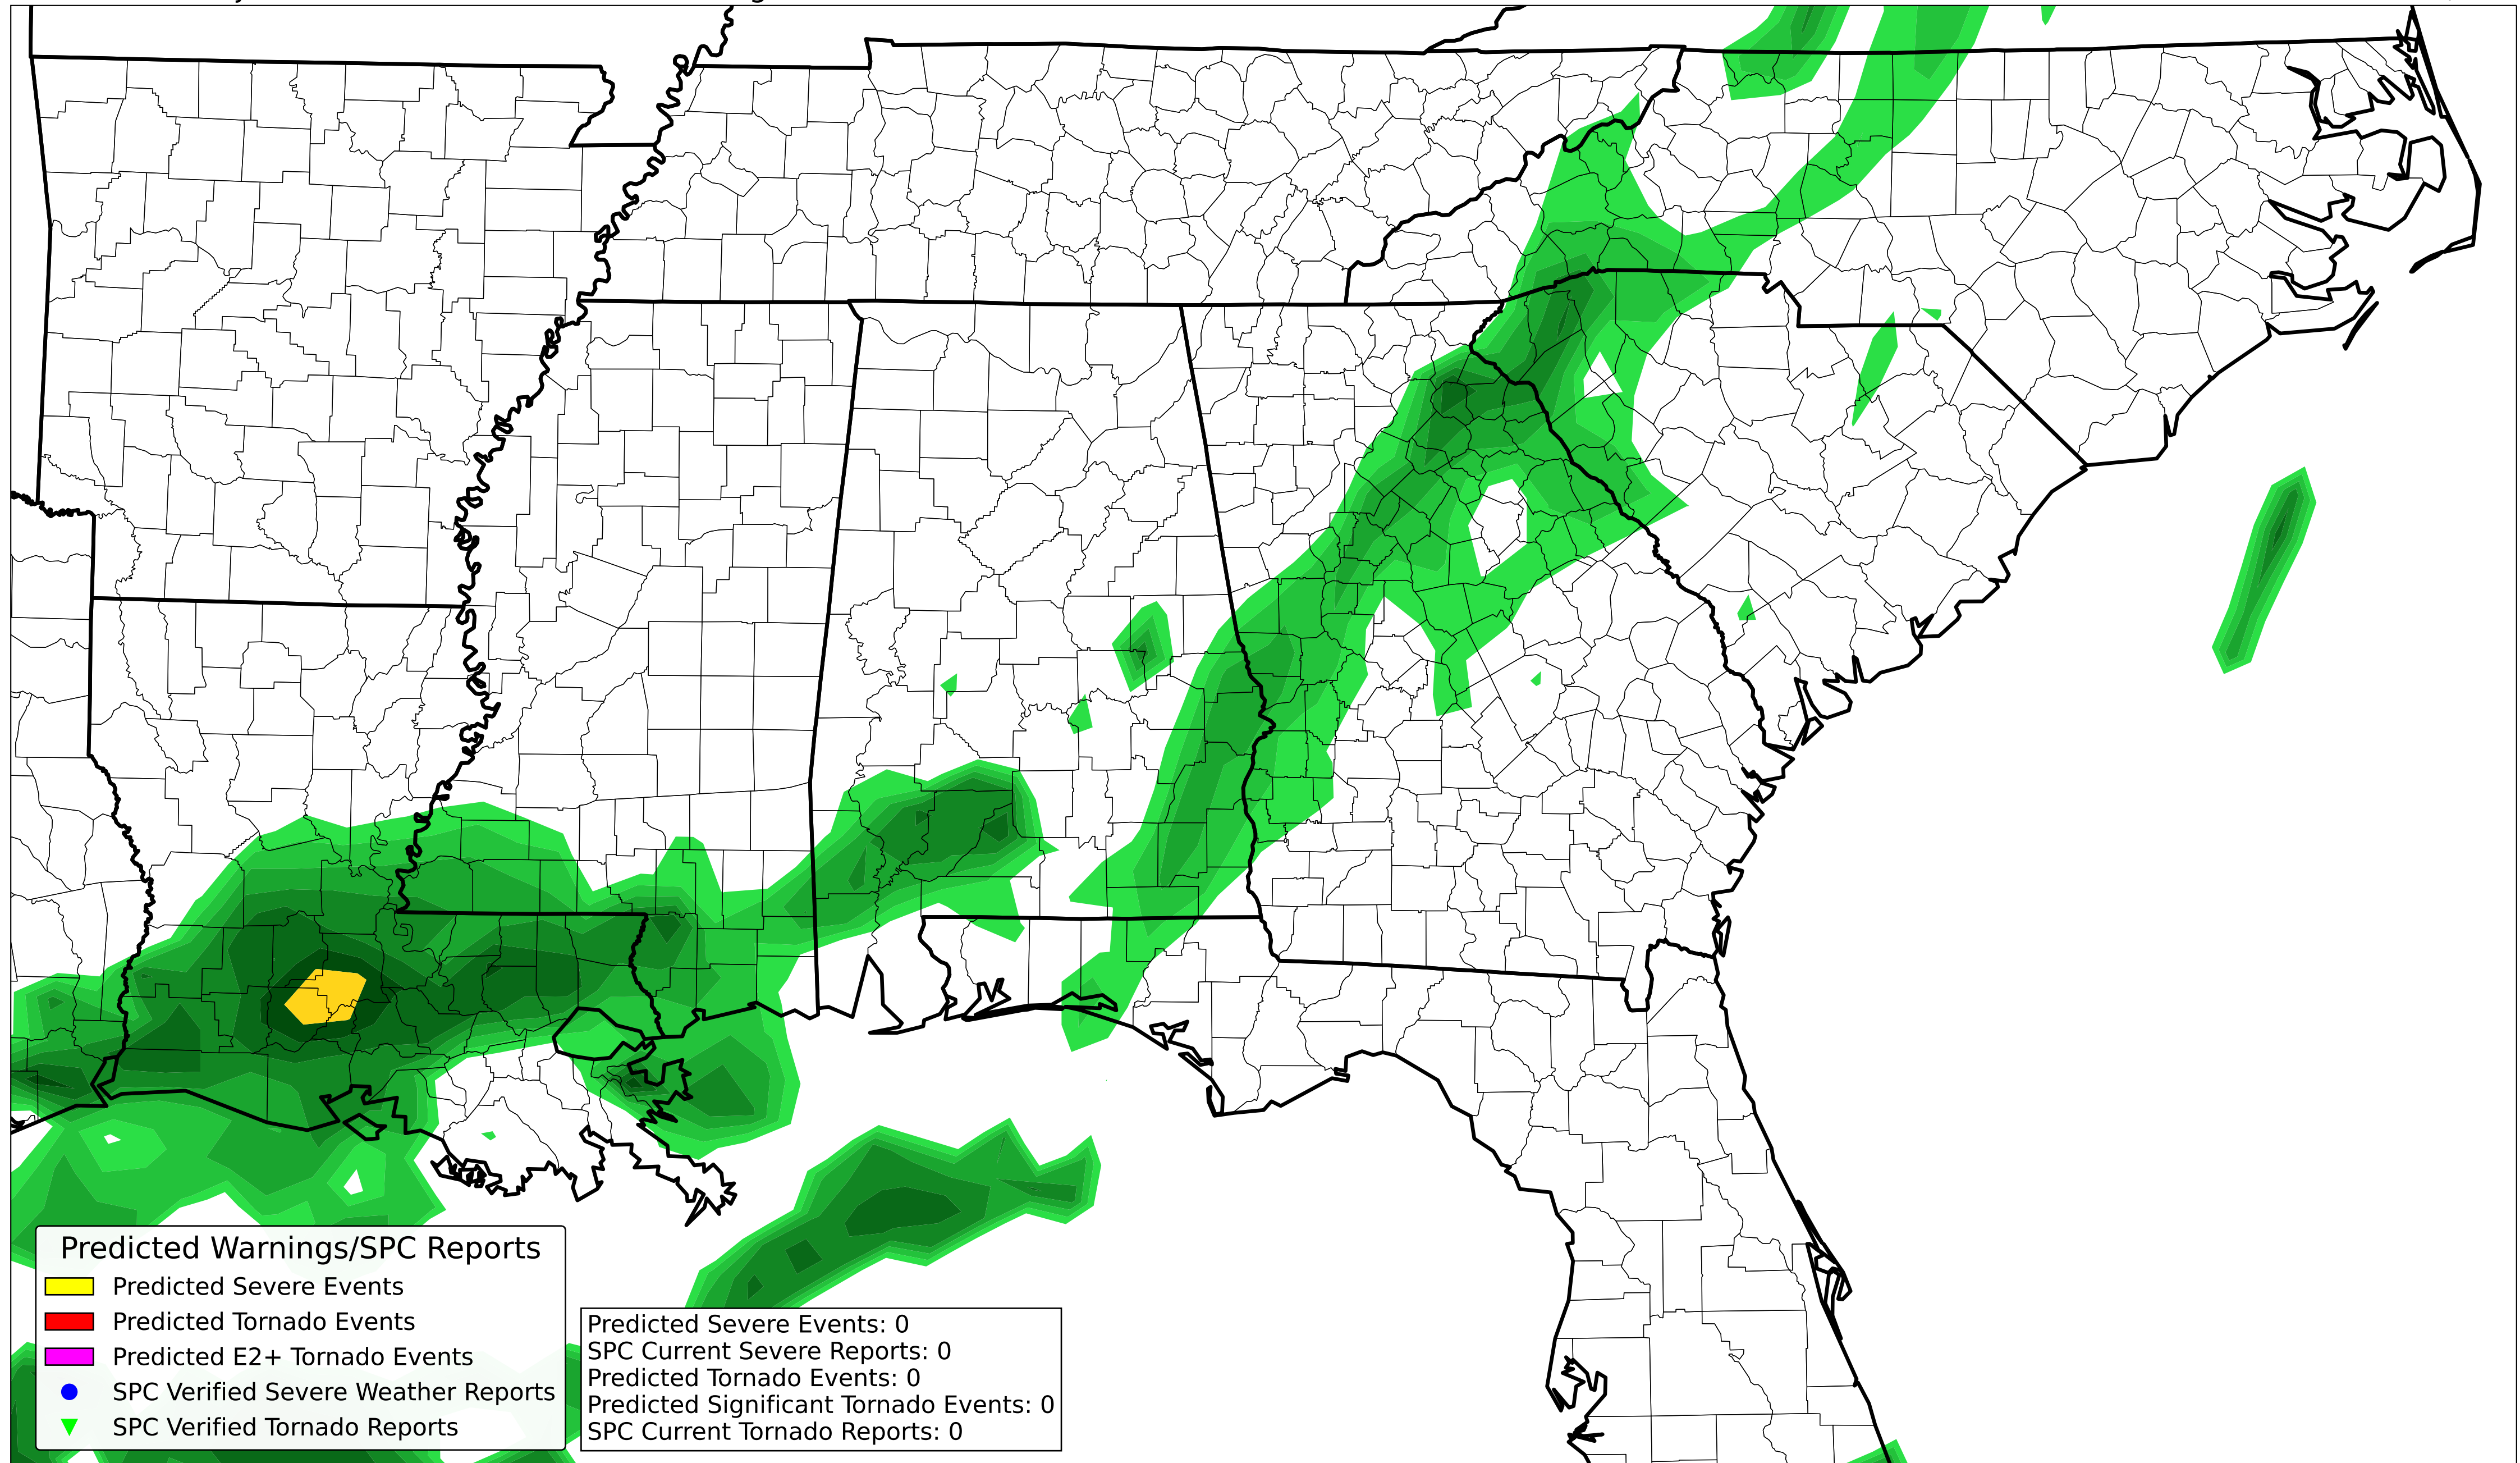 Predicted Warnings/SPC Reports
Predicted Severe Events
Predicted Tornado Events
Predicted E2+ Tornado Events
SPC Verified Severe Weather Reports
SPC Verified Tornado Reports
Predicted Severe Events: 0
SPC Current Severe Reports: 0
Predicted Tornado Events: 0
Predicted Significant Tornado Events: 0
SPC Current Tornado Reports: 0